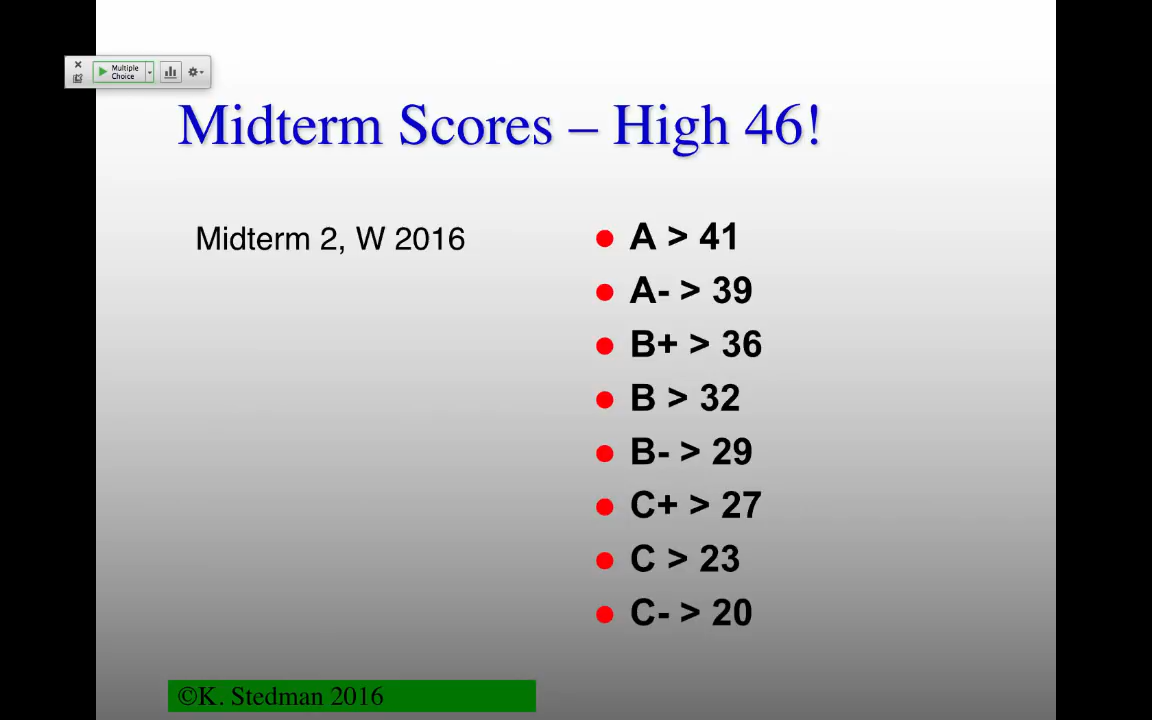 Multiple
Choice
Midterm Scores – High 46!
Midterm 2, W 2016
A > 41
A- > 39
B+ > 36
B > 32
B- > 29
C+ > 27
C > 23
C- > 20
©K. Stedman 2016